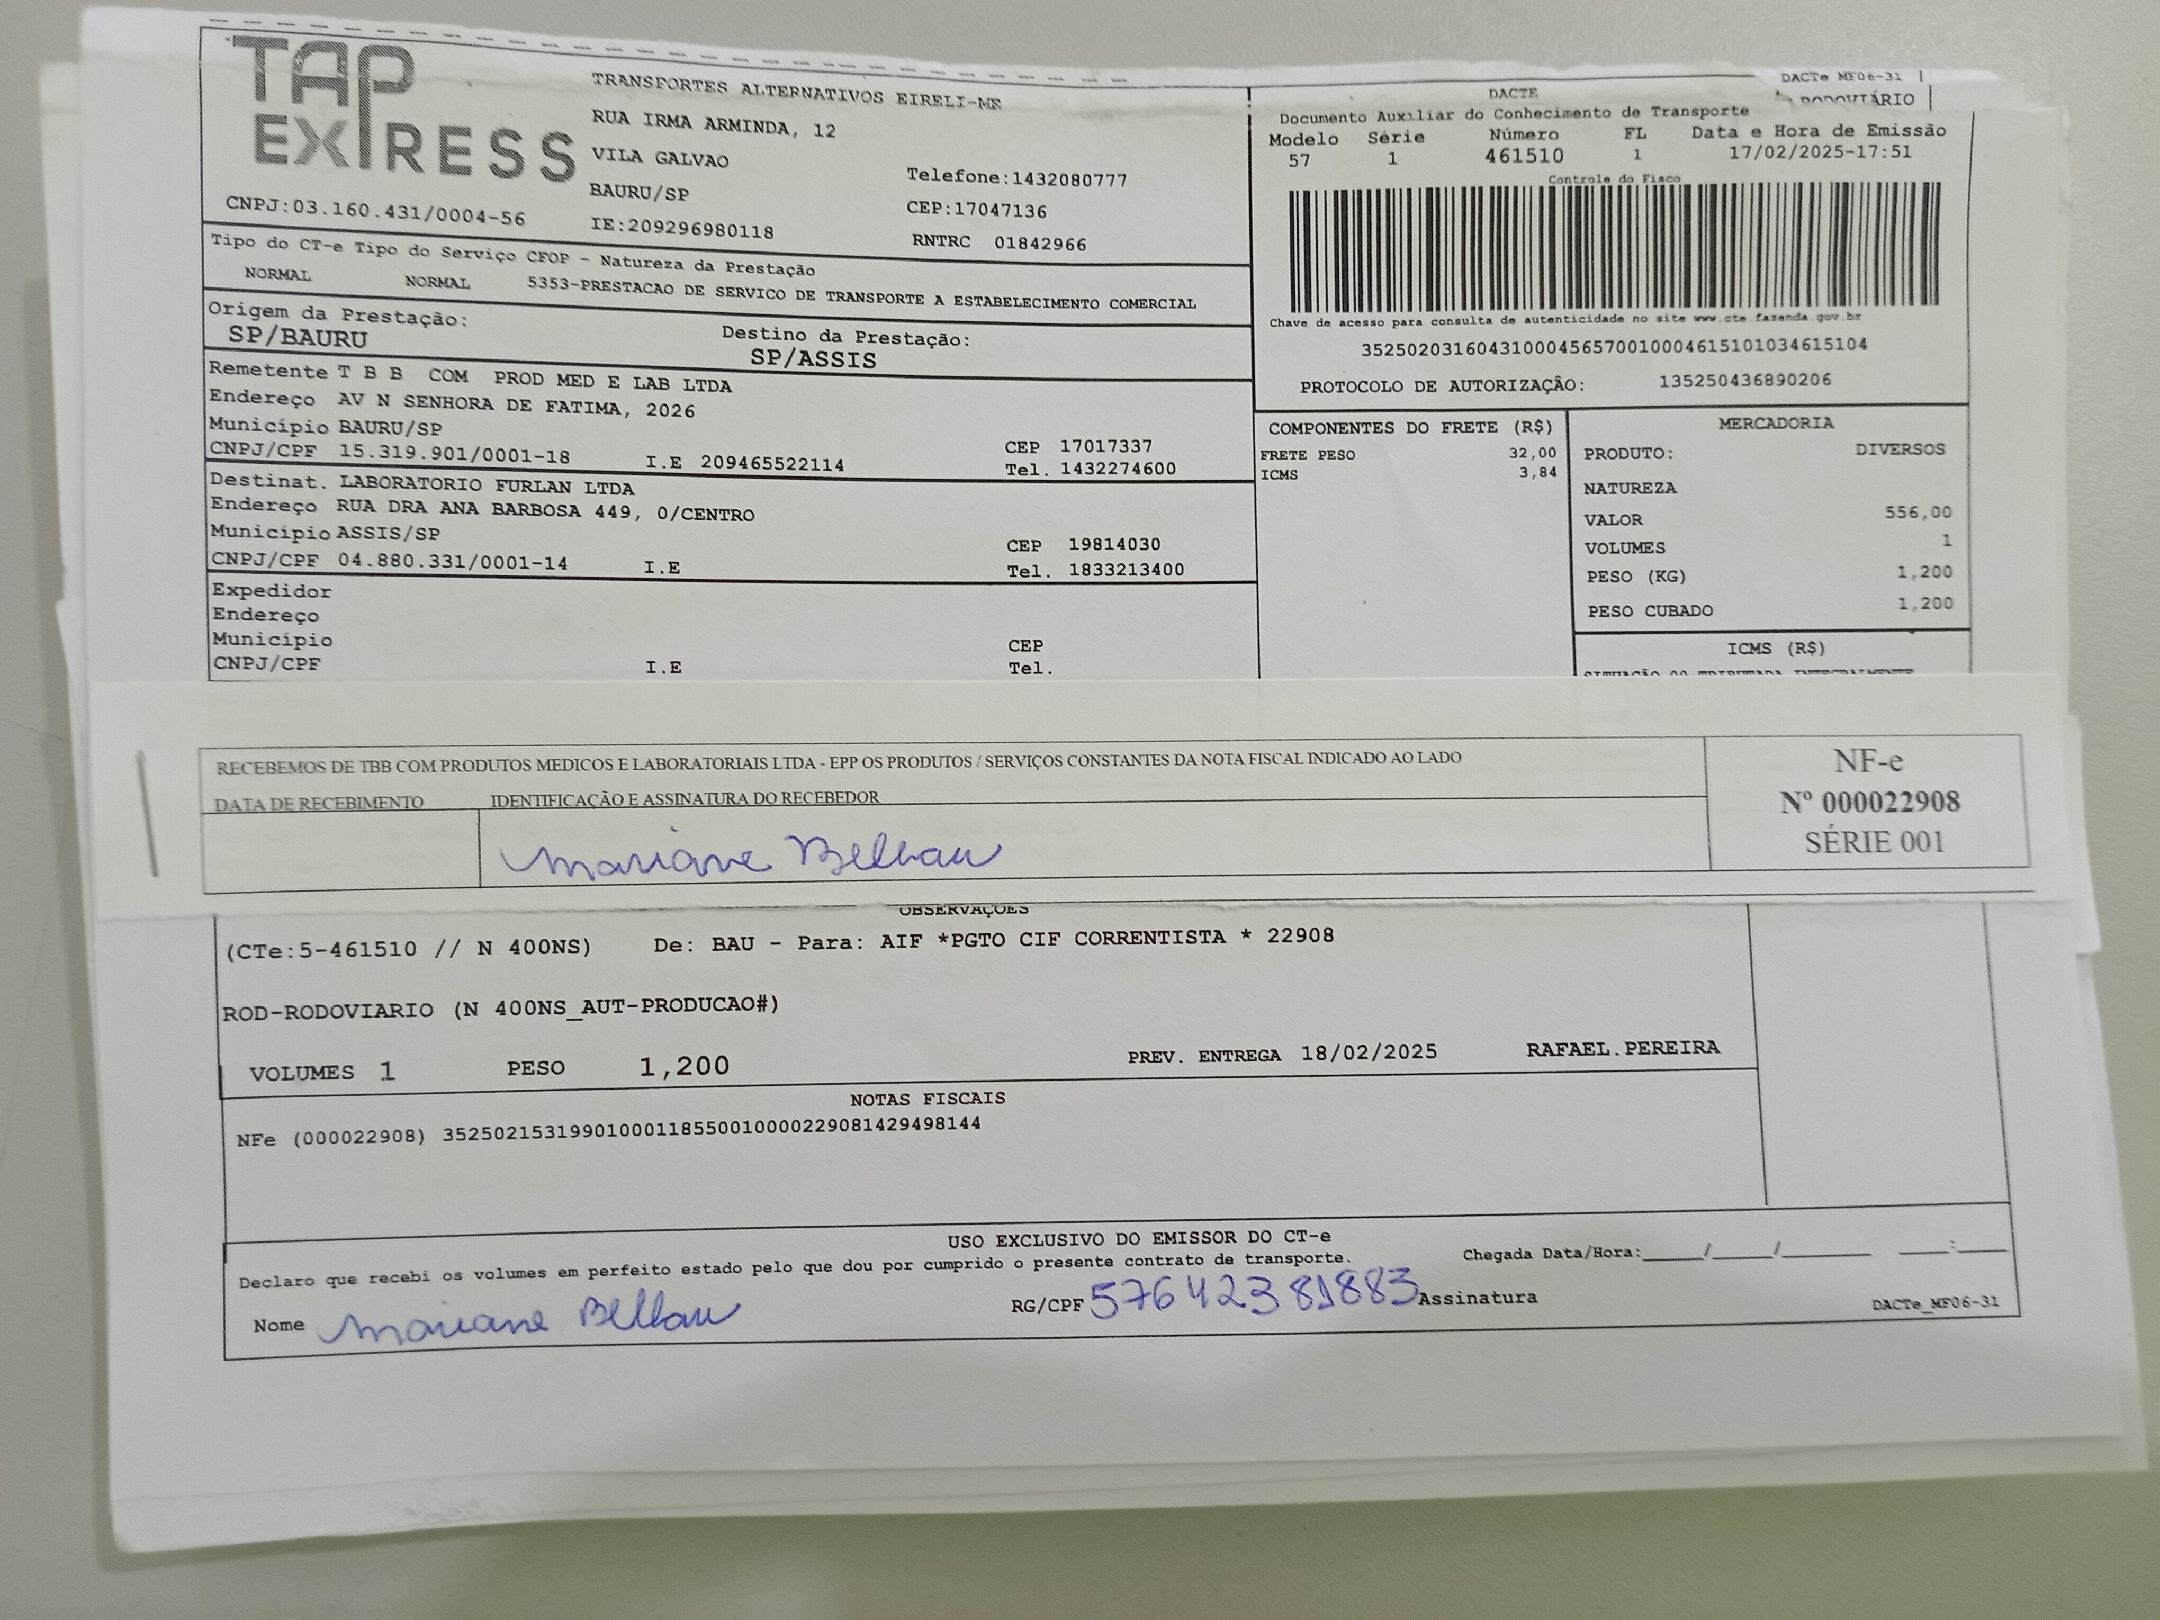 TAP EXPRESS
TRANSPORTES ALTERNATIVOS EIRELI-ME
RUA IRMA ARMINDA, 12
VILA GALVAO
BAURU/SP
Telefone:1432080777
CEP:17047136
CNPJ:03.160.431/0004-56
IE:209296980118
RNTRC 01842966
DACTe MF06-31
DACTE
RODOVIÁRIO
Documento Auxiliar do Conhecimento de Transporte
Modelo Série Número FL Data e Hora de Emissão
57 1 461510 1 17/02/2025-17:51
Controle do Fisco
Chave de acesso para consulta de autenticidade no site www.cte.fazenda.gov.br
35250203160431000456570010004615101034615104
PROTOCOLO DE AUTORIZAÇÃO: 135250436890206
Tipo do CT-e Tipo do Serviço CFOP - Natureza da Prestação
NORMAL NORMAL 5353-PRESTACAO DE SERVICO DE TRANSPORTE A ESTABELECIMENTO COMERCIAL
Origem da Prestação: Destino da Prestação:
SP/BAURU SP/ASSIS
Remetente T B B COM PROD MED E LAB LTDA
Endereço AV N SENHORA DE FATIMA, 2026
Município BAURU/SP CEP 17017337
CNPJ/CPF 15.319.901/0001-18 I.E 209465522114 Tel. 1432274600
Destinat. LABORATORIO FURLAN LTDA
Endereço RUA DRA ANA BARBOSA 449, 0/CENTRO
Município ASSIS/SP CEP 19814030
CNPJ/CPF 04.880.331/0001-14 I.E Tel. 1833213400
Expedidor
Endereço
Município CEP
CNPJ/CPF I.E Tel.
COMPONENTES DO FRETE (R$)
FRETE PESO 32,00
ICMS 3,84
MERCADORIA
PRODUTO: DIVERSOS
NATUREZA
VALOR 556,00
VOLUMES 1
PESO (KG) 1,200
PESO CUBADO 1,200
ICMS (R$)
SITUAÇÃO 00 TRIBUTADA INTEGRALMENTE
RECEBEMOS DE TBB COM PRODUTOS MEDICOS E LABORATORIAIS LTDA - EPP OS PRODUTOS / SERVIÇOS CONSTANTES DA NOTA FISCAL INDICADO AO LADO
DATA DE RECEBIMENTO IDENTIFICAÇÃO E ASSINATURA DO RECEBEDOR
Mariane Bellau
NF-e
Nº 000022908
SÉRIE 001
OBSERVAÇÕES
(CTe:5-461510 // N 400NS) De: BAU - Para: AIF *PGTO CIF CORRENTISTA * 22908
ROD-RODOVIARIO (N 400NS_AUT-PRODUCAO#)
VOLUMES 1 PESO 1,200 PREV. ENTREGA 18/02/2025 RAFAEL.PEREIRA
NOTAS FISCAIS
NFe (000022908) 35250215319901000118550010000229081429498144
USO EXCLUSIVO DO EMISSOR DO CT-e
Declaro que recebi os volumes em perfeito estado pelo que dou por cumprido o presente contrato de transporte. Chegada Data/Hora:____/____/______ ___:___
Nome Mariane Bellau RG/CPF 57642381883 Assinatura
DACTe_MF06-31